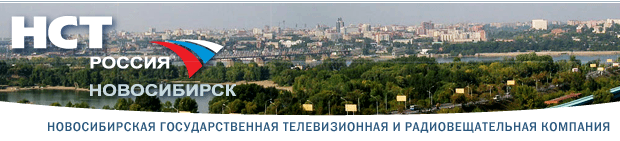 НСТ
РОССИЯ
НОВОСИБИРСК
НОВОСИБИРСКАЯ ГОСУДАРСТВЕННАЯ ТЕЛЕВИЗИОННАЯ И РАДИОВЕЩАТЕЛЬНАЯ КОМПАНИЯ